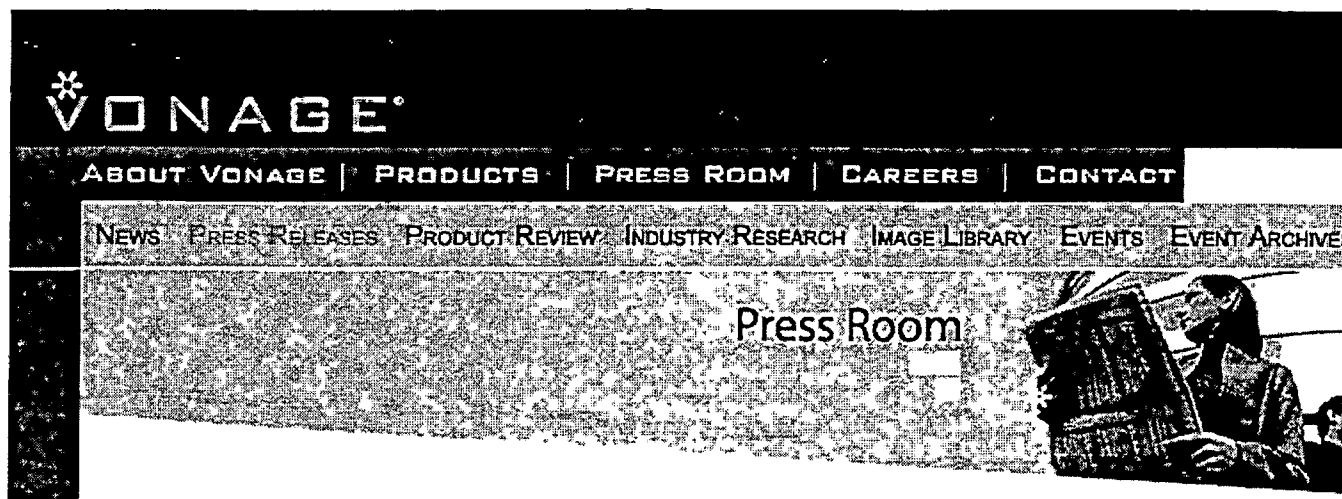 VONAGE®
ABOUT VONAGE | PRODUCTS | PRESS ROOM | CAREERS | CONTACT
NEWS PRESS RELEASES PRODUCT REVIEW INDUSTRY RESEARCH IMAGE LIBRARY EVENTS EVENT ARCHIVE
Press Room